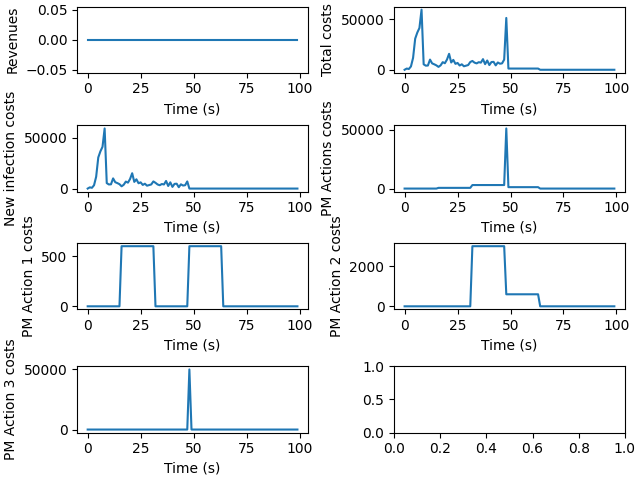 Revenues
0.05
0.00
−0.05
0 25 50 75 100
Time (s)
Total costs
50000
0
0 25 50 75 100
Time (s)
New infection costs
50000
0
0 25 50 75 100
Time (s)
PM Actions costs
50000
0
0 25 50 75 100
Time (s)
PM Action 1 costs
500
0
0 25 50 75 100
Time (s)
PM Action 2 costs
2000
0
0 25 50 75 100
Time (s)
PM Action 3 costs
50000
0
0 25 50 75 100
Time (s)
1.0
0.5
0.0
0.0 0.2 0.4 0.6 0.8 1.0